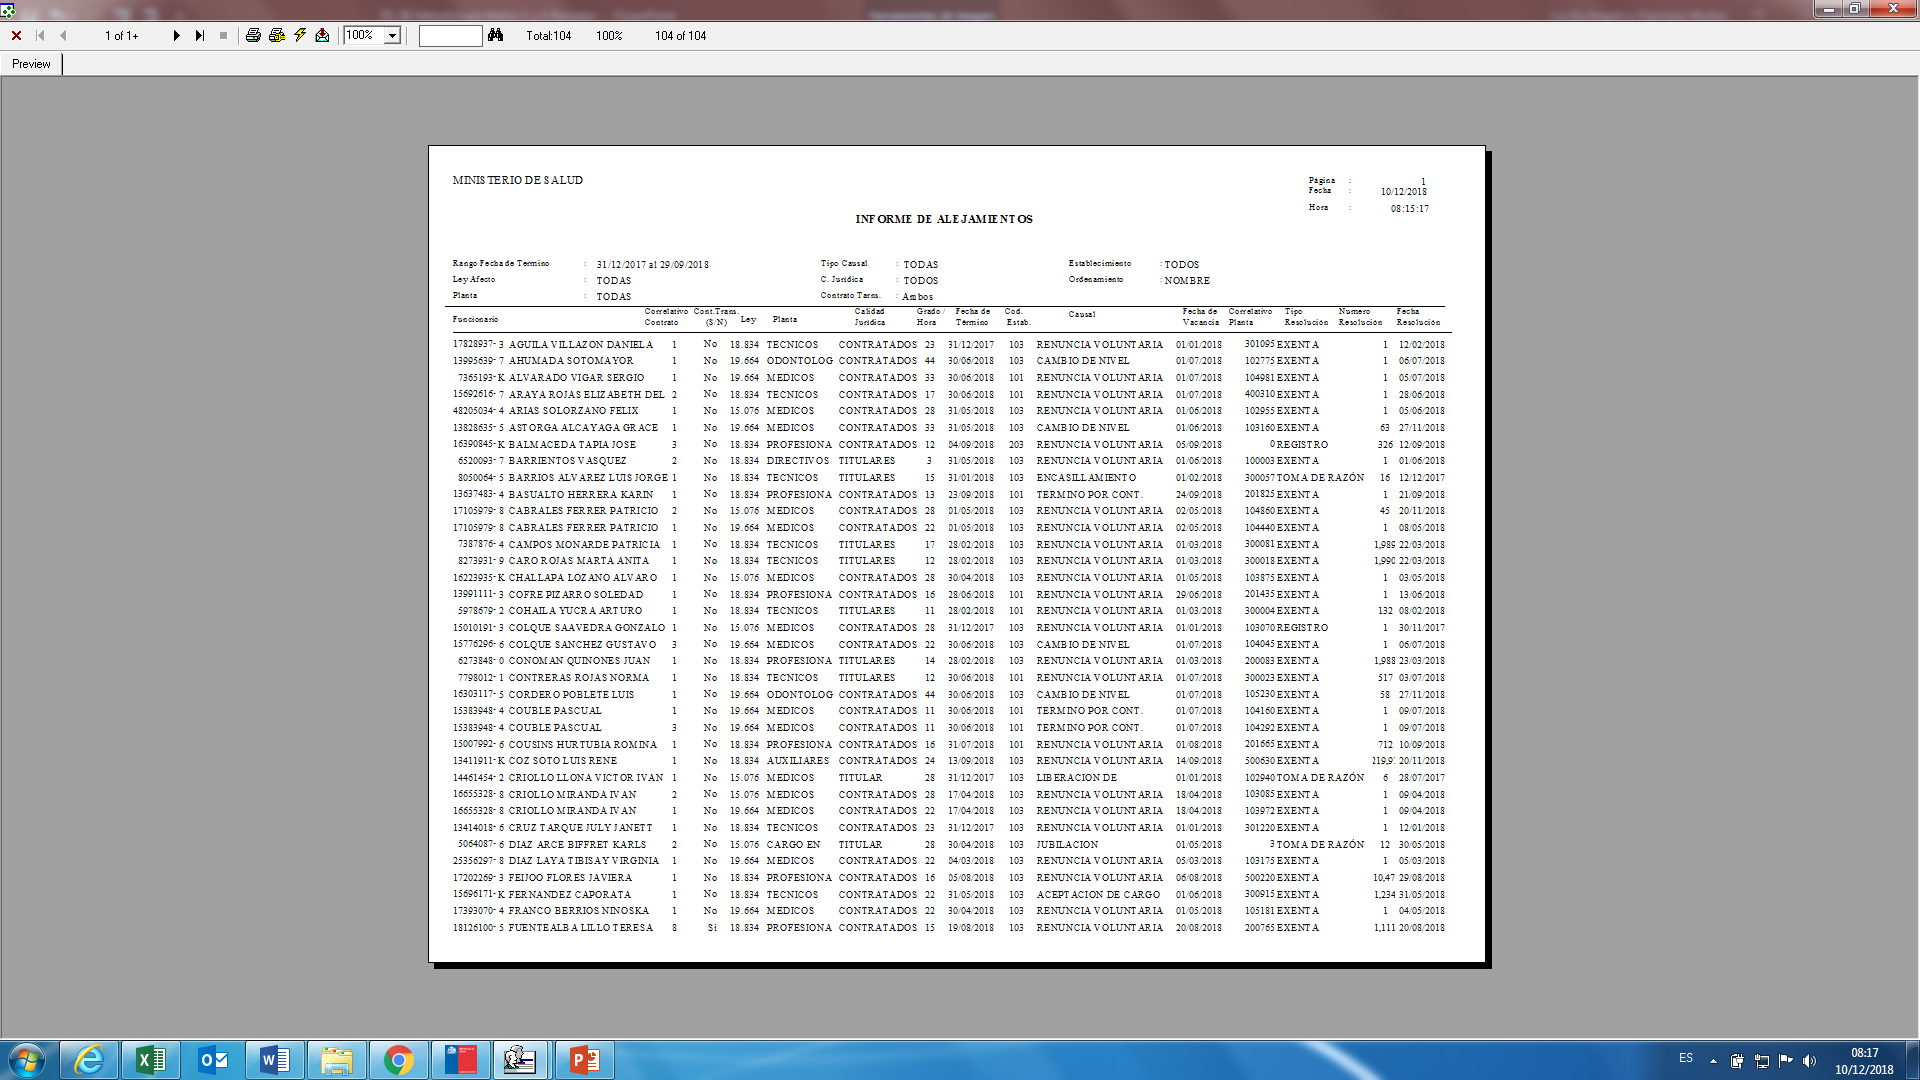 1 of 1+ 100% Total:104 100% 104 of 104
Preview
MINISTERIO DE SALUD
Página : 1
Fecha : 10/12/2018
Hora : 08:15:17
INFORME DE ALEJAMIENTOS
Rango Fecha de Termino : 31/12/2017 al 29/09/2018 Tipo Causal : TODAS Establecimiento : TODOS
Ley Afecto : TODAS C. Jurídica : TODOS Ordenamiento : NOMBRE
Planta : TODAS Contrato Tarns. : Ambos
Funcionario Correlativo Contrato Cont.Trans. (S/N) Ley Planta Calidad Jurídica Grado / Hora Fecha de Término Cod. Estab. Causal Fecha de Vacancia Correlativo Planta Tipo Resolución Numero Resolución Fecha Resolución
17828937- 3 AGUILA VILLAZON DANIELA 1 No 18.834 TECNICOS CONTRATADOS 23 31/12/2017 103 RENUNCIA VOLUNTARIA 01/01/2018 301095 EXENTA 1 12/02/2018
13995639- 7 AHUMADA SOTOMAYOR 1 No 19.664 ODONTOLOG CONTRATADOS 44 30/06/2018 103 CAMBIO DE NIVEL 01/07/2018 102775 EXENTA 1 06/07/2018
7365193- K ALVARADO VIGAR SERGIO 1 No 19.664 MEDICOS CONTRATADOS 33 30/06/2018 101 RENUNCIA VOLUNTARIA 01/07/2018 104981 EXENTA 1 05/07/2018
15692616- 7 ARAYA ROJAS ELIZABETH DEL 2 No 18.834 TECNICOS CONTRATADOS 17 30/06/2018 101 RENUNCIA VOLUNTARIA 01/07/2018 400310 EXENTA 1 28/06/2018
48205034- 4 ARIAS SOLORZANO FELIX 1 No 15.076 MEDICOS CONTRATADOS 28 31/05/2018 103 RENUNCIA VOLUNTARIA 01/06/2018 102955 EXENTA 1 05/06/2018
13828635- 5 ASTORGA ALCAYAGA GRACE 1 No 19.664 MEDICOS CONTRATADOS 33 31/05/2018 103 CAMBIO DE NIVEL 01/06/2018 103160 EXENTA 63 27/11/2018
16390845- K BALMACEDA TAPIA JOSE 3 No 18.834 PROFESIONA CONTRATADOS 12 04/09/2018 203 RENUNCIA VOLUNTARIA 05/09/2018 0 REGISTRO 326 12/09/2018
6520093- 7 BARRIENTOS VASQUEZ 2 No 18.834 DIRECTIVOS TITULARES 3 31/05/2018 103 RENUNCIA VOLUNTARIA 01/06/2018 100003 EXENTA 1 01/06/2018
8050064- 5 BARRIOS ALVAREZ LUIS JORGE 1 No 18.834 TECNICOS TITULARES 15 31/01/2018 103 ENCASILLAMIENTO 01/02/2018 300057 TOMA DE RAZÓN 16 12/12/2017
13637483- 4 BASUALTO HERRERA KARIN 1 No 18.834 PROFESIONA CONTRATADOS 13 23/09/2018 101 TERMINO POR CONT. 24/09/2018 201825 EXENTA 1 21/09/2018
17105979- 8 CABRALES FERRER PATRICIO 2 No 15.076 MEDICOS CONTRATADOS 28 01/05/2018 103 RENUNCIA VOLUNTARIA 02/05/2018 104860 EXENTA 45 20/11/2018
17105979- 8 CABRALES FERRER PATRICIO 1 No 19.664 MEDICOS CONTRATADOS 22 01/05/2018 103 RENUNCIA VOLUNTARIA 02/05/2018 104440 EXENTA 1 08/05/2018
7387876- 4 CAMPOS MONARDE PATRICIA 1 No 18.834 TECNICOS TITULARES 17 28/02/2018 103 RENUNCIA VOLUNTARIA 01/03/2018 300081 EXENTA 1,989 22/03/2018
8273931- 9 CARO ROJAS MARTA ANITA 1 No 18.834 TECNICOS TITULARES 12 28/02/2018 103 RENUNCIA VOLUNTARIA 01/03/2018 300018 EXENTA 1,990 22/03/2018
16223935- K CHALLAPA LOZANO ALVARO 1 No 15.076 MEDICOS CONTRATADOS 28 30/04/2018 103 RENUNCIA VOLUNTARIA 01/05/2018 103875 EXENTA 1 03/05/2018
13991111- 3 COFRE PIZARRO SOLEDAD 1 No 18.834 PROFESIONA CONTRATADOS 16 28/06/2018 101 RENUNCIA VOLUNTARIA 29/06/2018 201435 EXENTA 1 13/06/2018
5978679- 2 COHAILA YUCRA ARTURO 1 No 18.834 TECNICOS TITULARES 11 28/02/2018 101 RENUNCIA VOLUNTARIA 01/03/2018 300004 EXENTA 132 08/02/2018
15010191- 3 COLQUE SAAVEDRA GONZALO 1 No 15.076 MEDICOS CONTRATADOS 28 31/12/2017 103 RENUNCIA VOLUNTARIA 01/01/2018 103070 REGISTRO 1 30/11/2017
15776296- 6 COLQUE SANCHEZ GUSTAVO 3 No 19.664 MEDICOS CONTRATADOS 22 30/06/2018 103 CAMBIO DE NIVEL 01/07/2018 104045 EXENTA 1 06/07/2018
6273848- 0 CONOMAN QUINONES JUAN 1 No 18.834 PROFESIONA TITULARES 14 28/02/2018 103 RENUNCIA VOLUNTARIA 01/03/2018 200083 EXENTA 1,988 23/03/2018
7798012- 1 CONTRERAS ROJAS NORMA 1 No 18.834 TECNICOS TITULARES 12 30/06/2018 101 RENUNCIA VOLUNTARIA 01/07/2018 300023 EXENTA 517 03/07/2018
16303117- 5 CORDERO POBLETE LUIS 1 No 19.664 ODONTOLOG CONTRATADOS 44 30/06/2018 103 CAMBIO DE NIVEL 01/07/2018 105230 EXENTA 58 27/11/2018
15383948- 4 COUBLE PASCUAL 1 No 19.664 MEDICOS CONTRATADOS 11 30/06/2018 101 TERMINO POR CONT. 01/07/2018 104160 EXENTA 1 09/07/2018
15383948- 4 COUBLE PASCUAL 3 No 19.664 MEDICOS CONTRATADOS 11 30/06/2018 101 TERMINO POR CONT. 01/07/2018 104292 EXENTA 1 09/07/2018
15007992- 6 COUSINS HURTUBIA ROMINA 1 No 18.834 PROFESIONA CONTRATADOS 16 31/07/2018 101 RENUNCIA VOLUNTARIA 01/08/2018 201665 EXENTA 712 10/09/2018
13411911- K COZ SOTO LUIS RENE 1 No 18.834 AUXILIARES CONTRATADOS 24 13/09/2018 103 RENUNCIA VOLUNTARIA 14/09/2018 500630 EXENTA 20/11/2018
14461454- 2 CRIOLLO LLONA VICTOR IVAN 1 No 15.076 MEDICOS TITULAR 28 31/12/2017 103 LIBERACION DE 01/01/2018 102940 TOMA DE RAZÓN 6 28/07/2017
16655328- 8 CRIOLLO MIRANDA IVAN 2 No 15.076 MEDICOS CONTRATADOS 28 17/04/2018 103 RENUNCIA VOLUNTARIA 18/04/2018 103085 EXENTA 1 09/04/2018
16655328- 8 CRIOLLO MIRANDA IVAN 1 No 19.664 MEDICOS CONTRATADOS 22 17/04/2018 103 RENUNCIA VOLUNTARIA 18/04/2018 103972 EXENTA 1 09/04/2018
13414018- 6 CRUZ TARQUE JULY JANETT 1 No 18.834 TECNICOS CONTRATADOS 23 31/12/2017 103 RENUNCIA VOLUNTARIA 01/01/2018 301220 EXENTA 1 12/01/2018
5064087- 6 DIAZ ARCE BIFFRET KARLS 2 No 15.076 CARGO EN TITULAR 28 30/04/2018 103 JUBILACION 01/05/2018 3 TOMA DE RAZÓN 12 30/05/2018
25356297- 8 DIAZ LAYA TIBISAY VIRGINIA 1 No 19.664 MEDICOS CONTRATADOS 22 04/03/2018 103 RENUNCIA VOLUNTARIA 05/03/2018 103175 EXENTA 1 05/03/2018
17202269- 3 FEIJOO FLORES JAVIERA 1 No 18.834 PROFESIONA CONTRATADOS 16 05/08/2018 103 RENUNCIA VOLUNTARIA 06/08/2018 500220 EXENTA 10,47 29/08/2018
15696171- K FERNANDEZ CAPORATA 1 No 18.834 TECNICOS CONTRATADOS 22 31/05/2018 103 ACEPTACION DE CARGO 01/06/2018 300915 EXENTA 1,234 31/05/2018
17393070- 4 FRANCO BERRIOS NINOSKA 1 No 19.664 MEDICOS CONTRATADOS 22 30/04/2018 103 RENUNCIA VOLUNTARIA 01/05/2018 105181 EXENTA 1 04/05/2018
18126100- 5 FUENTEALBA LILLO TERESA 8 Si 18.834 PROFESIONA CONTRATADOS 15 19/08/2018 103 RENUNCIA VOLUNTARIA 20/08/2018 200765 EXENTA 1,111 20/08/2018
ES 08:17
10/12/2018